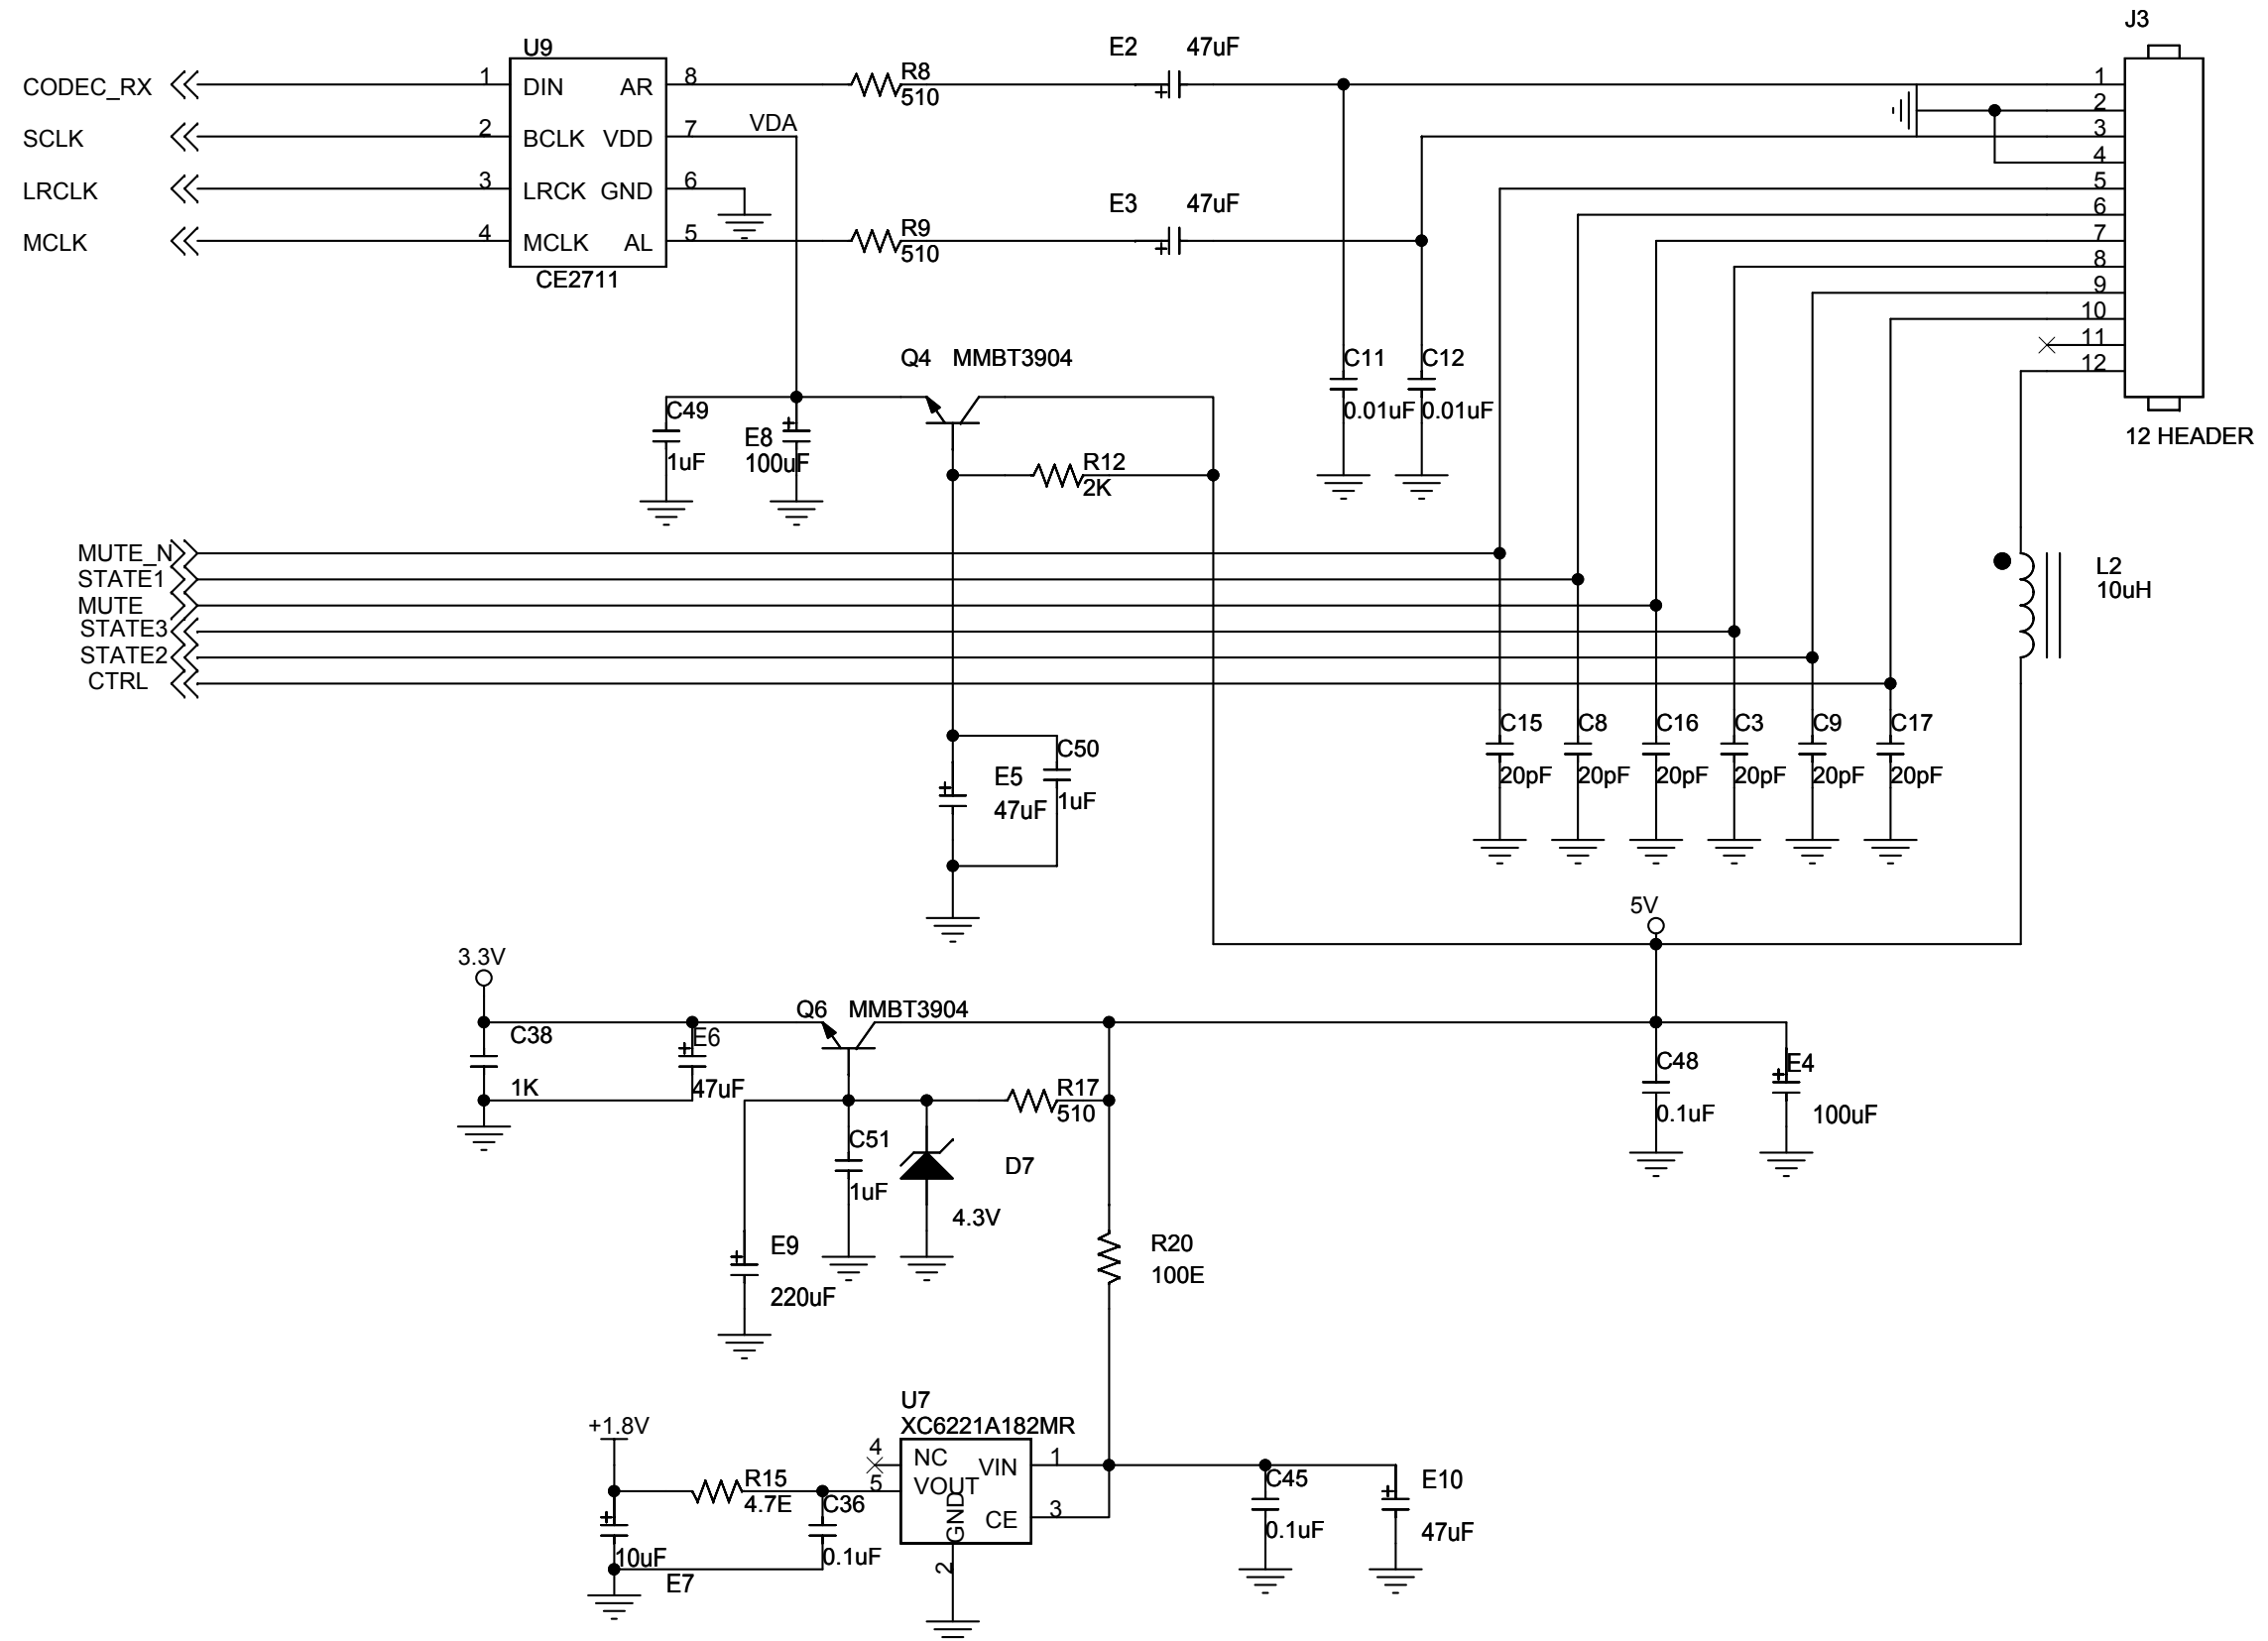 J3
U9
E2 47uF
CODEC_RX
SCLK
LRCLK
MCLK
1 DIN AR 8
2 BCLK VDD 7
3 LRCK GND 6
4 MCLK AL 5
CE2711
R8
510
VDA
E3 47uF
R9
510
1
2
3
4
5
6
7
8
9
10
11
12
12 HEADER
Q4 MMBT3904
C11
0.01uF
C12
0.01uF
C49
1uF
E8
100uF
R12
2K
MUTE_N
STATE1
MUTE
STATE3
STATE2
CTRL
L2
10uH
C15
20pF
C8
20pF
C16
20pF
C3
20pF
C9
20pF
C17
20pF
C50
1uF
E5
47uF
5V
3.3V
Q6 MMBT3904
C38
1K
E6
47uF
R17
510
C48
0.1uF
E4
100uF
C51
1uF
D7
4.3V
E9
220uF
R20
100E
U7
XC6221A182MR
+1.8V
4 NC VIN 1
5 VOUT
GND
CE 3
2
R15
4.7E
C36
0.1uF
10uF
E7
C45
0.1uF
E10
47uF